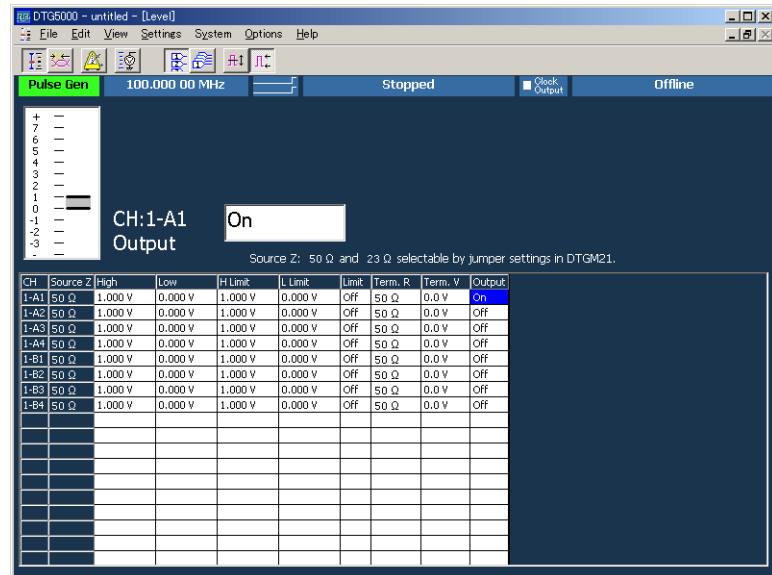 DTG5000 - untitled - [Level]
File Edit View Settings System Options Help
Pulse Gen 100.000 00 MHz Stopped Clock Output Offline
+
7
6
5
4
3
2
1
0
-1
-2
-3
-
CH:1-A1 On
Output
Source Z: 50 Ω and 23 Ω selectable by jumper settings in DTGM21.
CH Source Z High Low H Limit L Limit Limit Term. R Term. V Output
1-A1 50 Ω 1.000 V 0.000 V 1.000 V 0.000 V Off 50 Ω 0.0 V On
1-A2 50 Ω 1.000 V 0.000 V 1.000 V 0.000 V Off 50 Ω 0.0 V Off
1-A3 50 Ω 1.000 V 0.000 V 1.000 V 0.000 V Off 50 Ω 0.0 V Off
1-A4 50 Ω 1.000 V 0.000 V 1.000 V 0.000 V Off 50 Ω 0.0 V Off
1-B1 50 Ω 1.000 V 0.000 V 1.000 V 0.000 V Off 50 Ω 0.0 V Off
1-B2 50 Ω 1.000 V 0.000 V 1.000 V 0.000 V Off 50 Ω 0.0 V Off
1-B3 50 Ω 1.000 V 0.000 V 1.000 V 0.000 V Off 50 Ω 0.0 V Off
1-B4 50 Ω 1.000 V 0.000 V 1.000 V 0.000 V Off 50 Ω 0.0 V Off